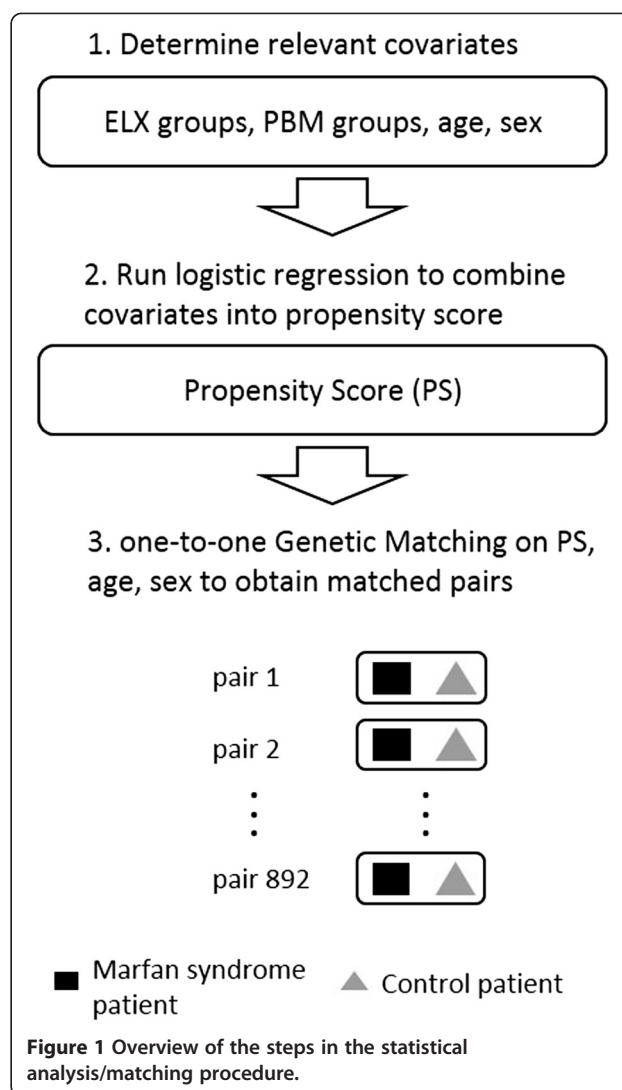 1. Determine relevant covariates
ELX groups, PBM groups, age, sex
2. Run logistic regression to combine
covariates into propensity score
Propensity Score (PS)
3. one-to-one Genetic Matching on PS,
age, sex to obtain matched pairs
pair 1
pair 2
pair 892
Marfan syndrome
patient
Control patient
Figure 1 Overview of the steps in the statistical
analysis/matching procedure.